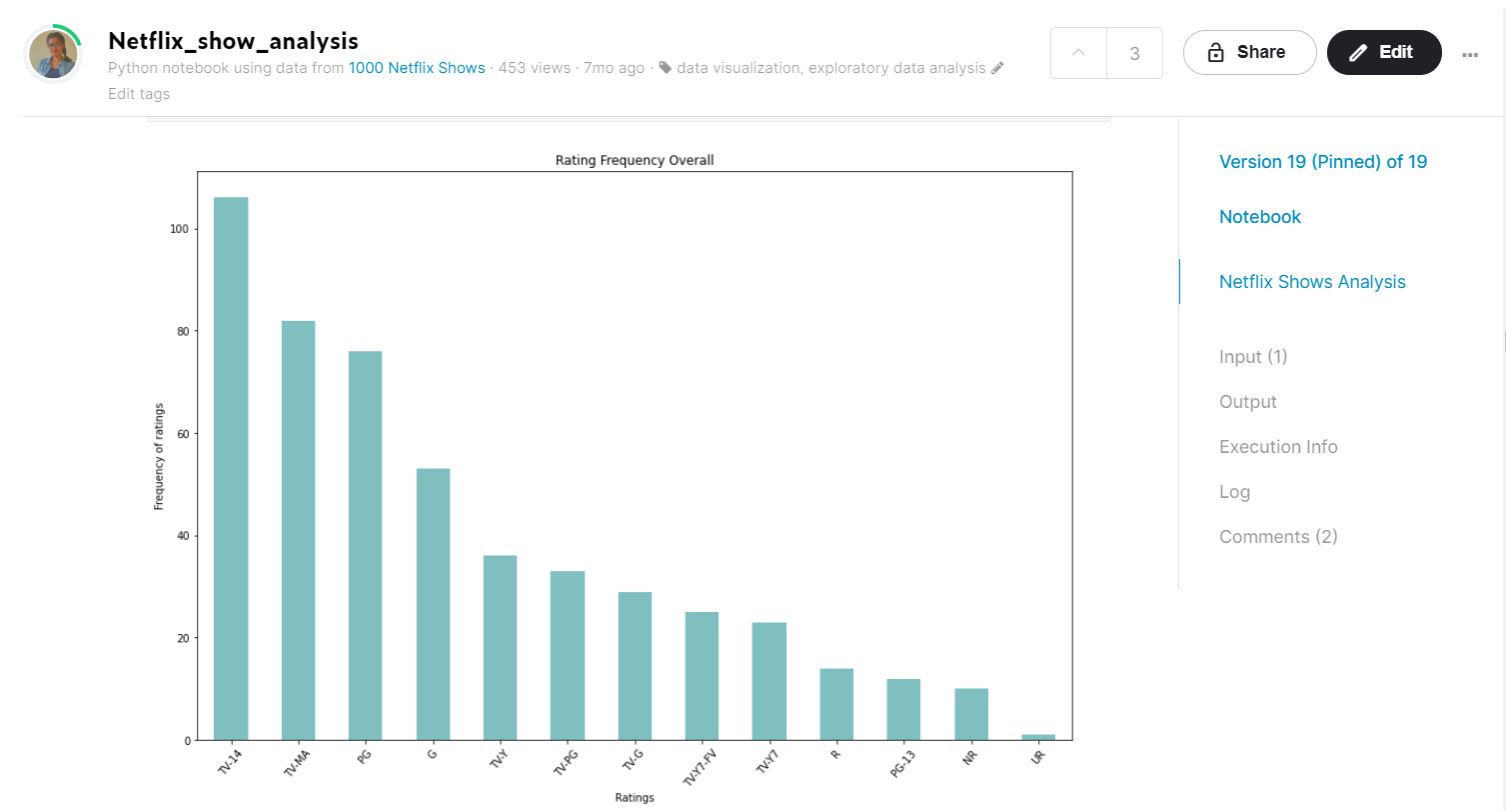 Netflix_show_analysis
Python notebook using data from 1000 Netflix Shows · 453 views · 7mo ago · data visualization, exploratory data analysis
Edit tags
3
Share
Edit
...
Rating Frequency Overall
100
80
60
40
20
0
Frequency of ratings
TV-14
TV-MA
PG
G
TV-Y
TV-PG
TV-G
TV-Y7-FV
TV-Y7
R
PG-13
NR
UR
Ratings
Version 19 (Pinned) of 19
Notebook
Netflix Shows Analysis
Input (1)
Output
Execution Info
Log
Comments (2)